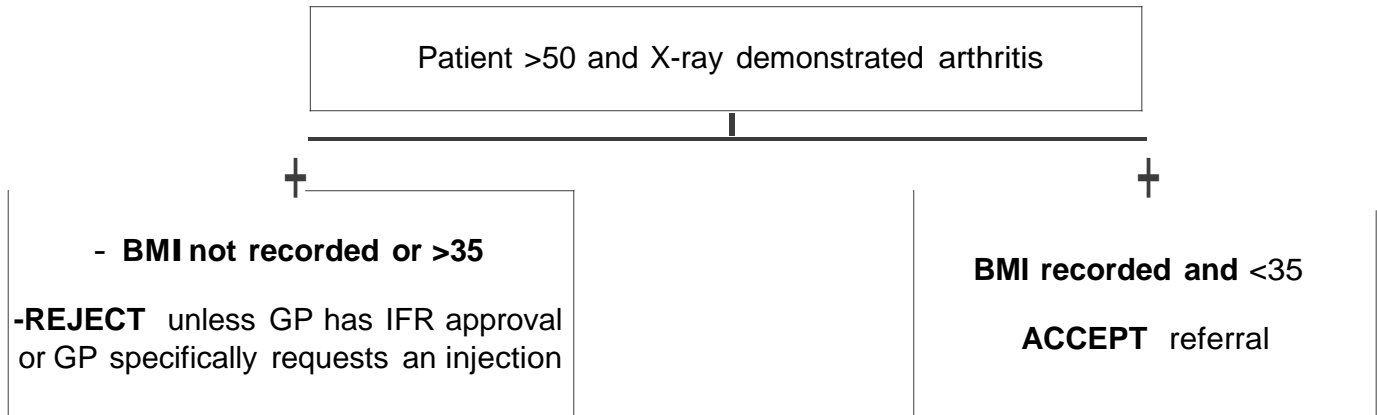 Patient >50 and X-ray demonstrated arthritis
- BMI not recorded or >35
-REJECT unless GP has IFR approval
or GP specifically requests an injection
BMI recorded and <35
ACCEPT referral